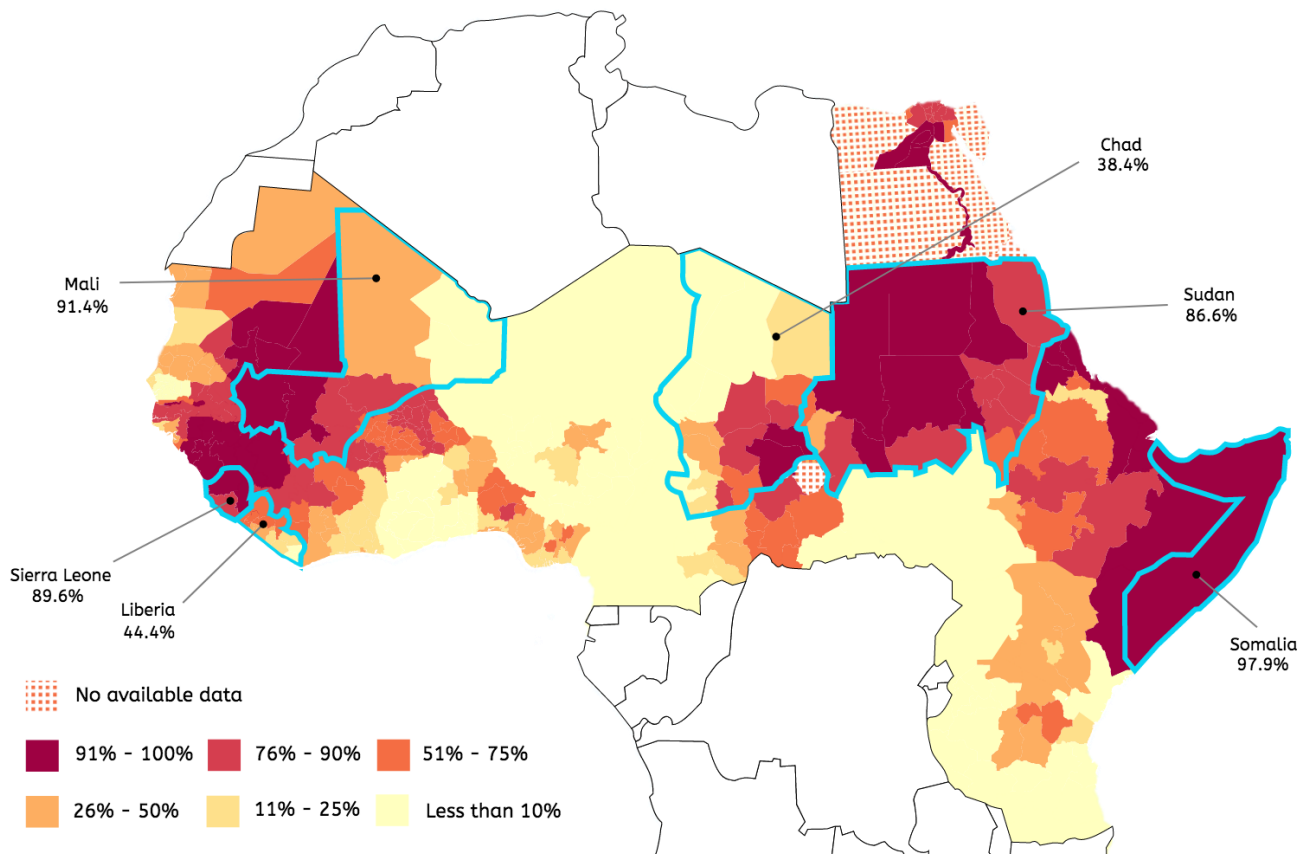 Chad
38.4%
Mali
91.4%
Sudan
86.6%
Sierra Leone
89.6%
Liberia
44.4%
Somalia
97.9%
No available data
91% - 100%
76% - 90%
51% - 75%
26% - 50%
11% - 25%
Less than 10%